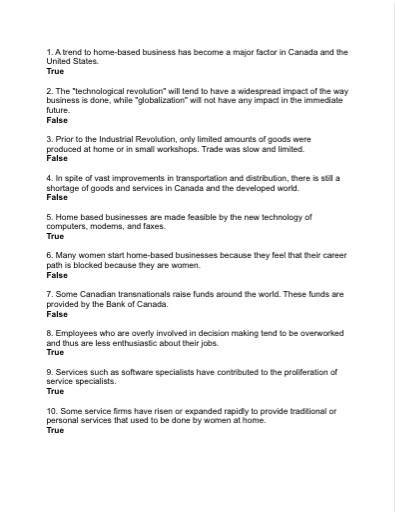 1. A trend to home-based business has become a major factor in Canada and the
United States.
True
2. The "technological revolution" will tend to have a widespread impact of the way
business is done, while "globalization" will not have any impact in the immediate
future.
False
3. Prior to the Industrial Revolution, only limited amounts of goods were
produced at home or in small workshops. Trade was slow and limited.
False
4. In spite of vast improvements in transportation and distribution, there is still a
shortage of goods and services in Canada and the developed world.
False
5. Home based businesses are made feasible by the new technology of
computers, modems, and faxes.
True
6. Many women start home-based businesses because they feel that their career
path is blocked because they are women.
False
7. Some Canadian transnationals raise funds around the world. These funds are
provided by the Bank of Canada.
False
8. Employees who are overly involved in decision making tend to be overworked
and thus are less enthusiastic about their jobs.
True
9. Services such as software specialists have contributed to the proliferation of
service specialists.
True
10. Some service firms have risen or expanded rapidly to provide traditional or
personal services that used to be done by women at home.
True